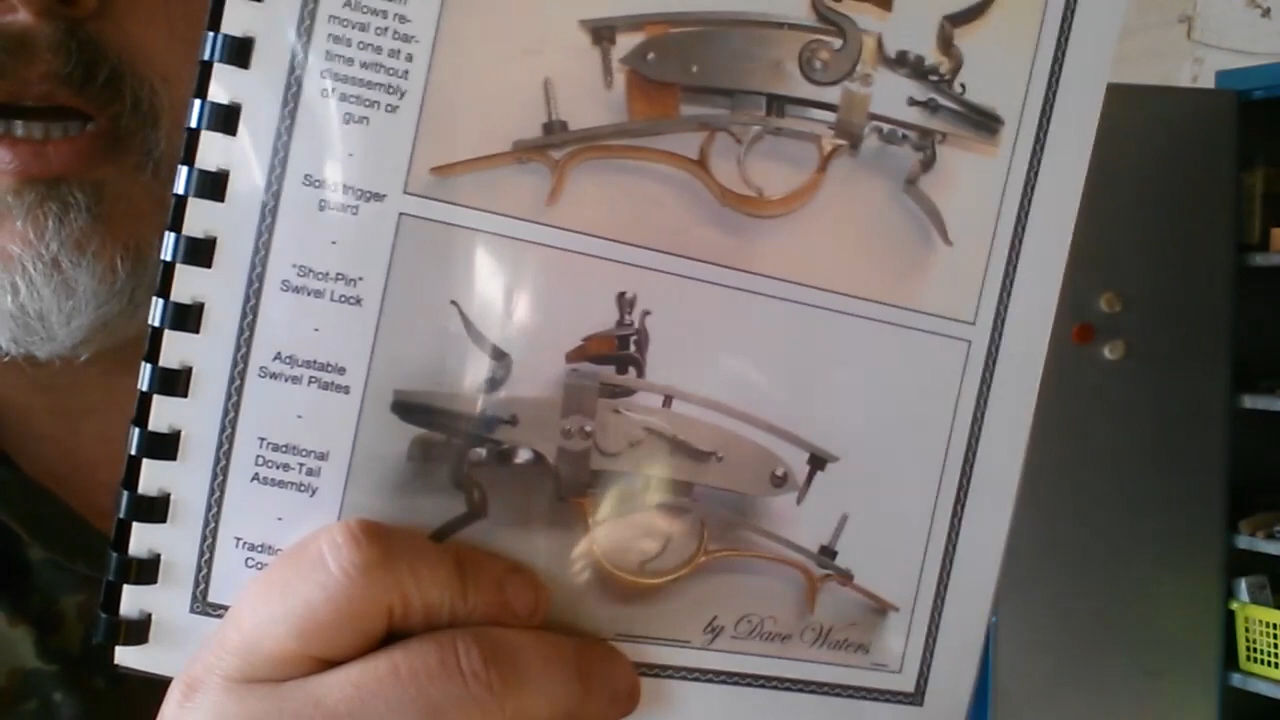 Allows re-
moval of bar-
rels one at a
time without
disassembly
of action or
gun
-
Solid trigger
guard
-
"Shot-Pin"
Swivel Lock
-
Adjustable
Swivel Plates
-
Traditional
Dove-Tail
Assembly
-
by Dave Waters